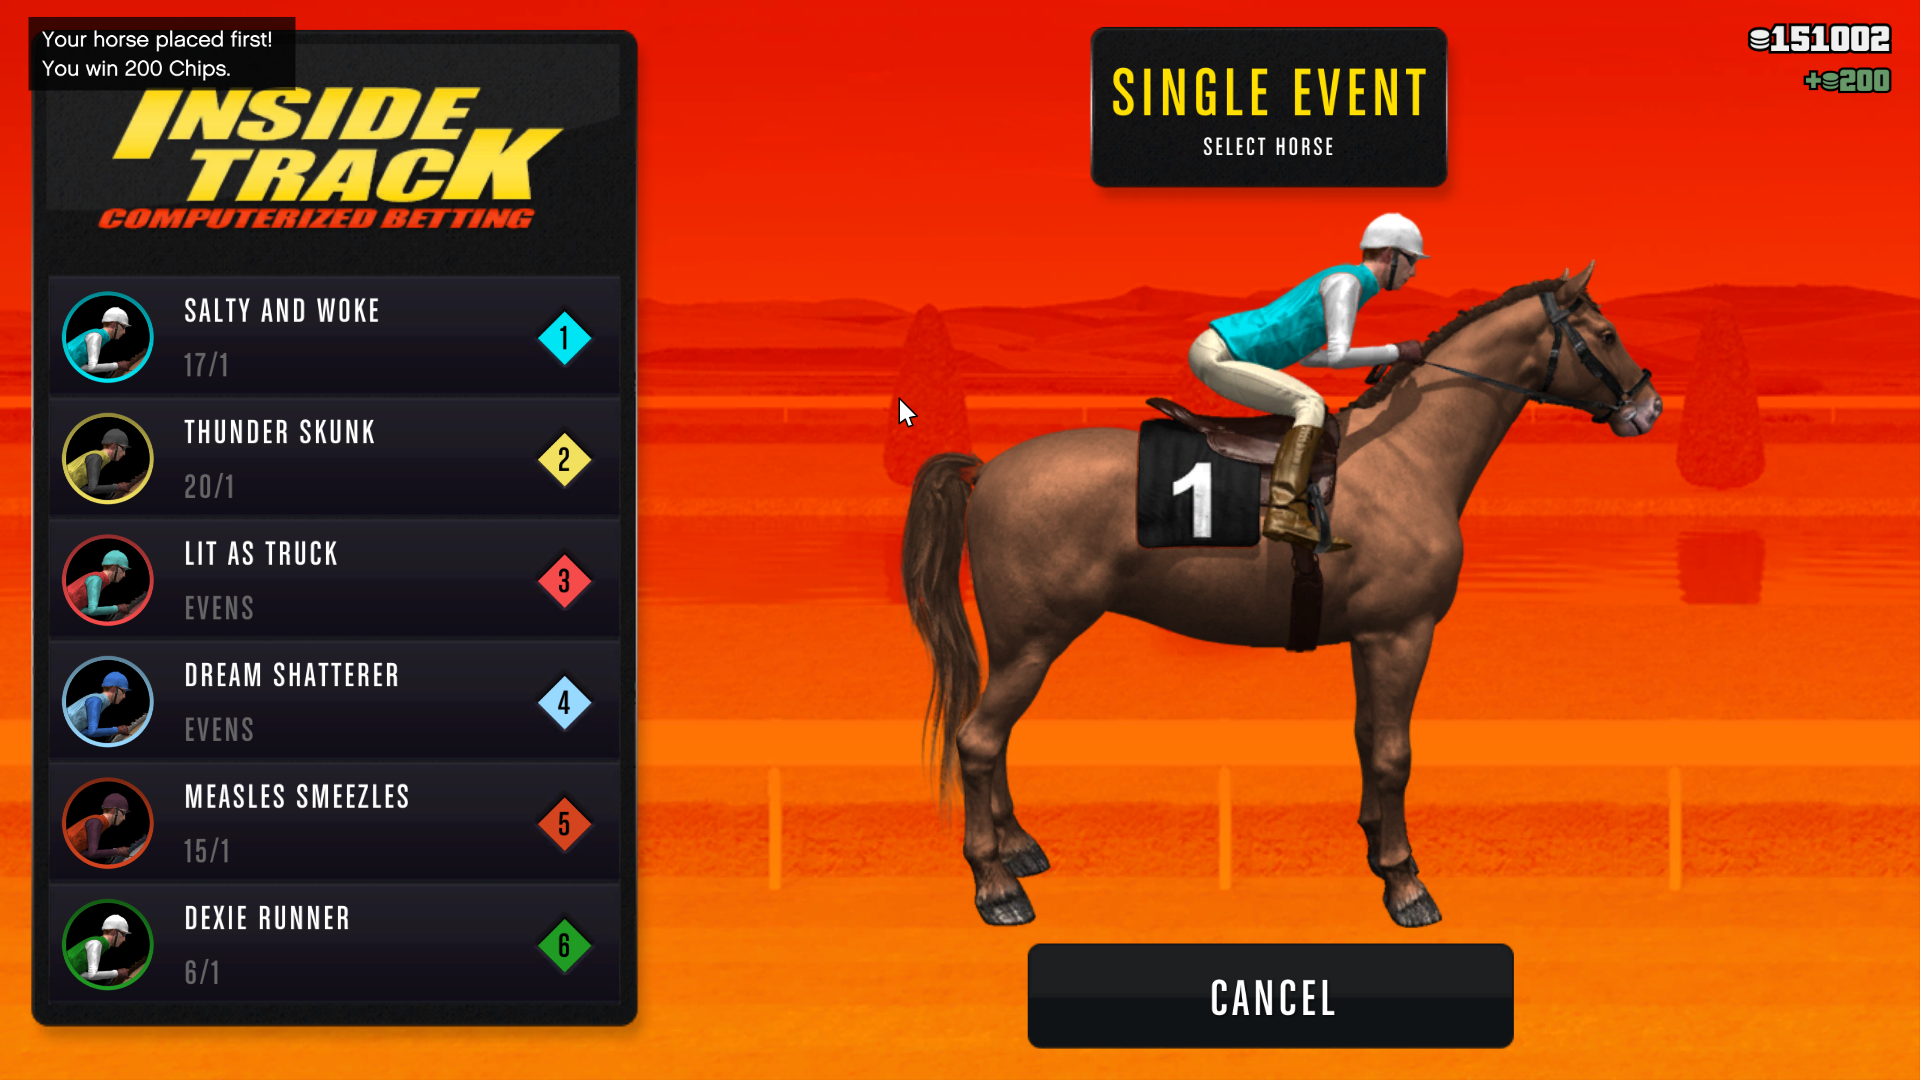 Your horse placed first!
You win 200 Chips.
INSIDE
TRACK
COMPUTERIZED BETTING
SALTY AND WOKE
17/1
1
THUNDER SKUNK
20/1
2
LIT AS TRUCK
EVENS
3
DREAM SHATTERER
EVENS
4
MEASLES SMEEZLES
15/1
5
DEXIE RUNNER
6/1
6
SINGLE EVENT
SELECT HORSE
151002
+200
1
CANCEL